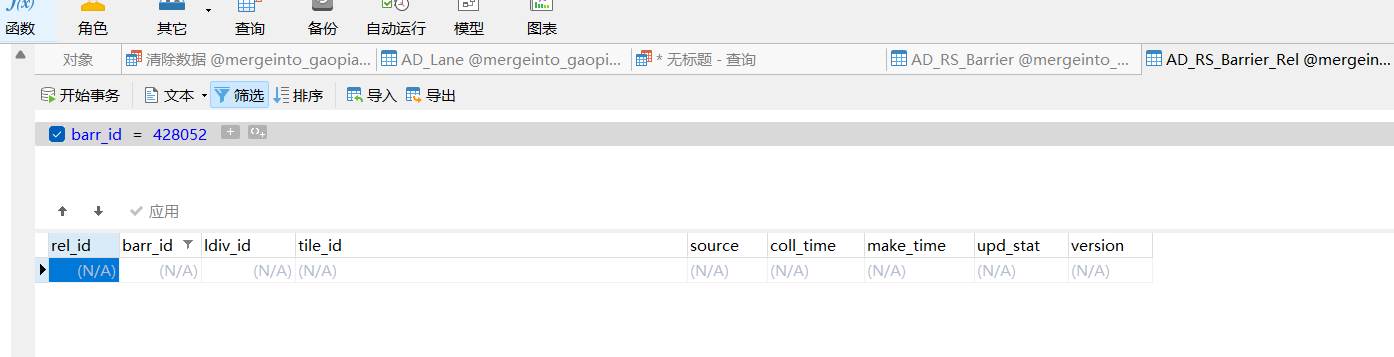 f(x)
函数 角色 其它 查询 备份 自动运行 模型 图表
对象 清除数据 @mergeinto_gaopia... AD_Lane @mergeinto_gaopi... * 无标题 - 查询 AD_RS_Barrier @mergeinto_... AD_RS_Barrier_Rel @mergein...
开始事务 文本 筛选 排序 导入 导出
barr_id = 428052
应用
rel_id barr_id ldiv_id tile_id source coll_time make_time upd_stat version
(N/A) (N/A) (N/A) (N/A) (N/A) (N/A) (N/A) (N/A) (N/A)